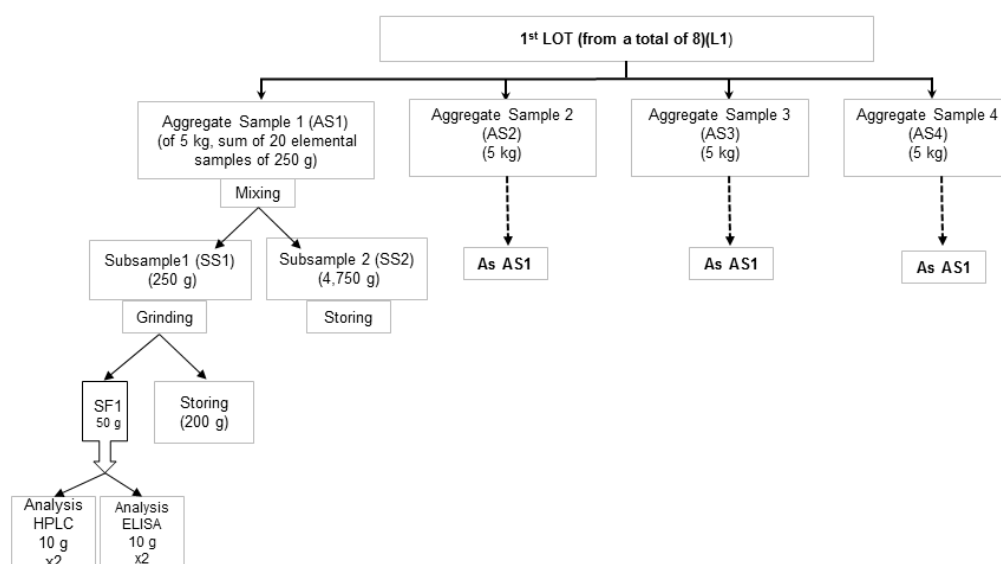 1st LOT (from a total of 8)(L1)
Aggregate Sample 1 (AS1)
(of 5 kg, sum of 20 elemental
samples of 250 g)
Aggregate Sample 2
(AS2)
(5 kg)
Aggregate Sample 3
(AS3)
(5 kg)
Aggregate Sample 4
(AS4)
(5 kg)
Mixing
Subsample1 (SS1)
(250 g)
Subsample 2 (SS2)
(4,750 g)
As AS1
As AS1
As AS1
Grinding
Storing
SF1
50 g
Storing
(200 g)
Analysis
HPLC
10 g
x2
Analysis
ELISA
10 g
x2